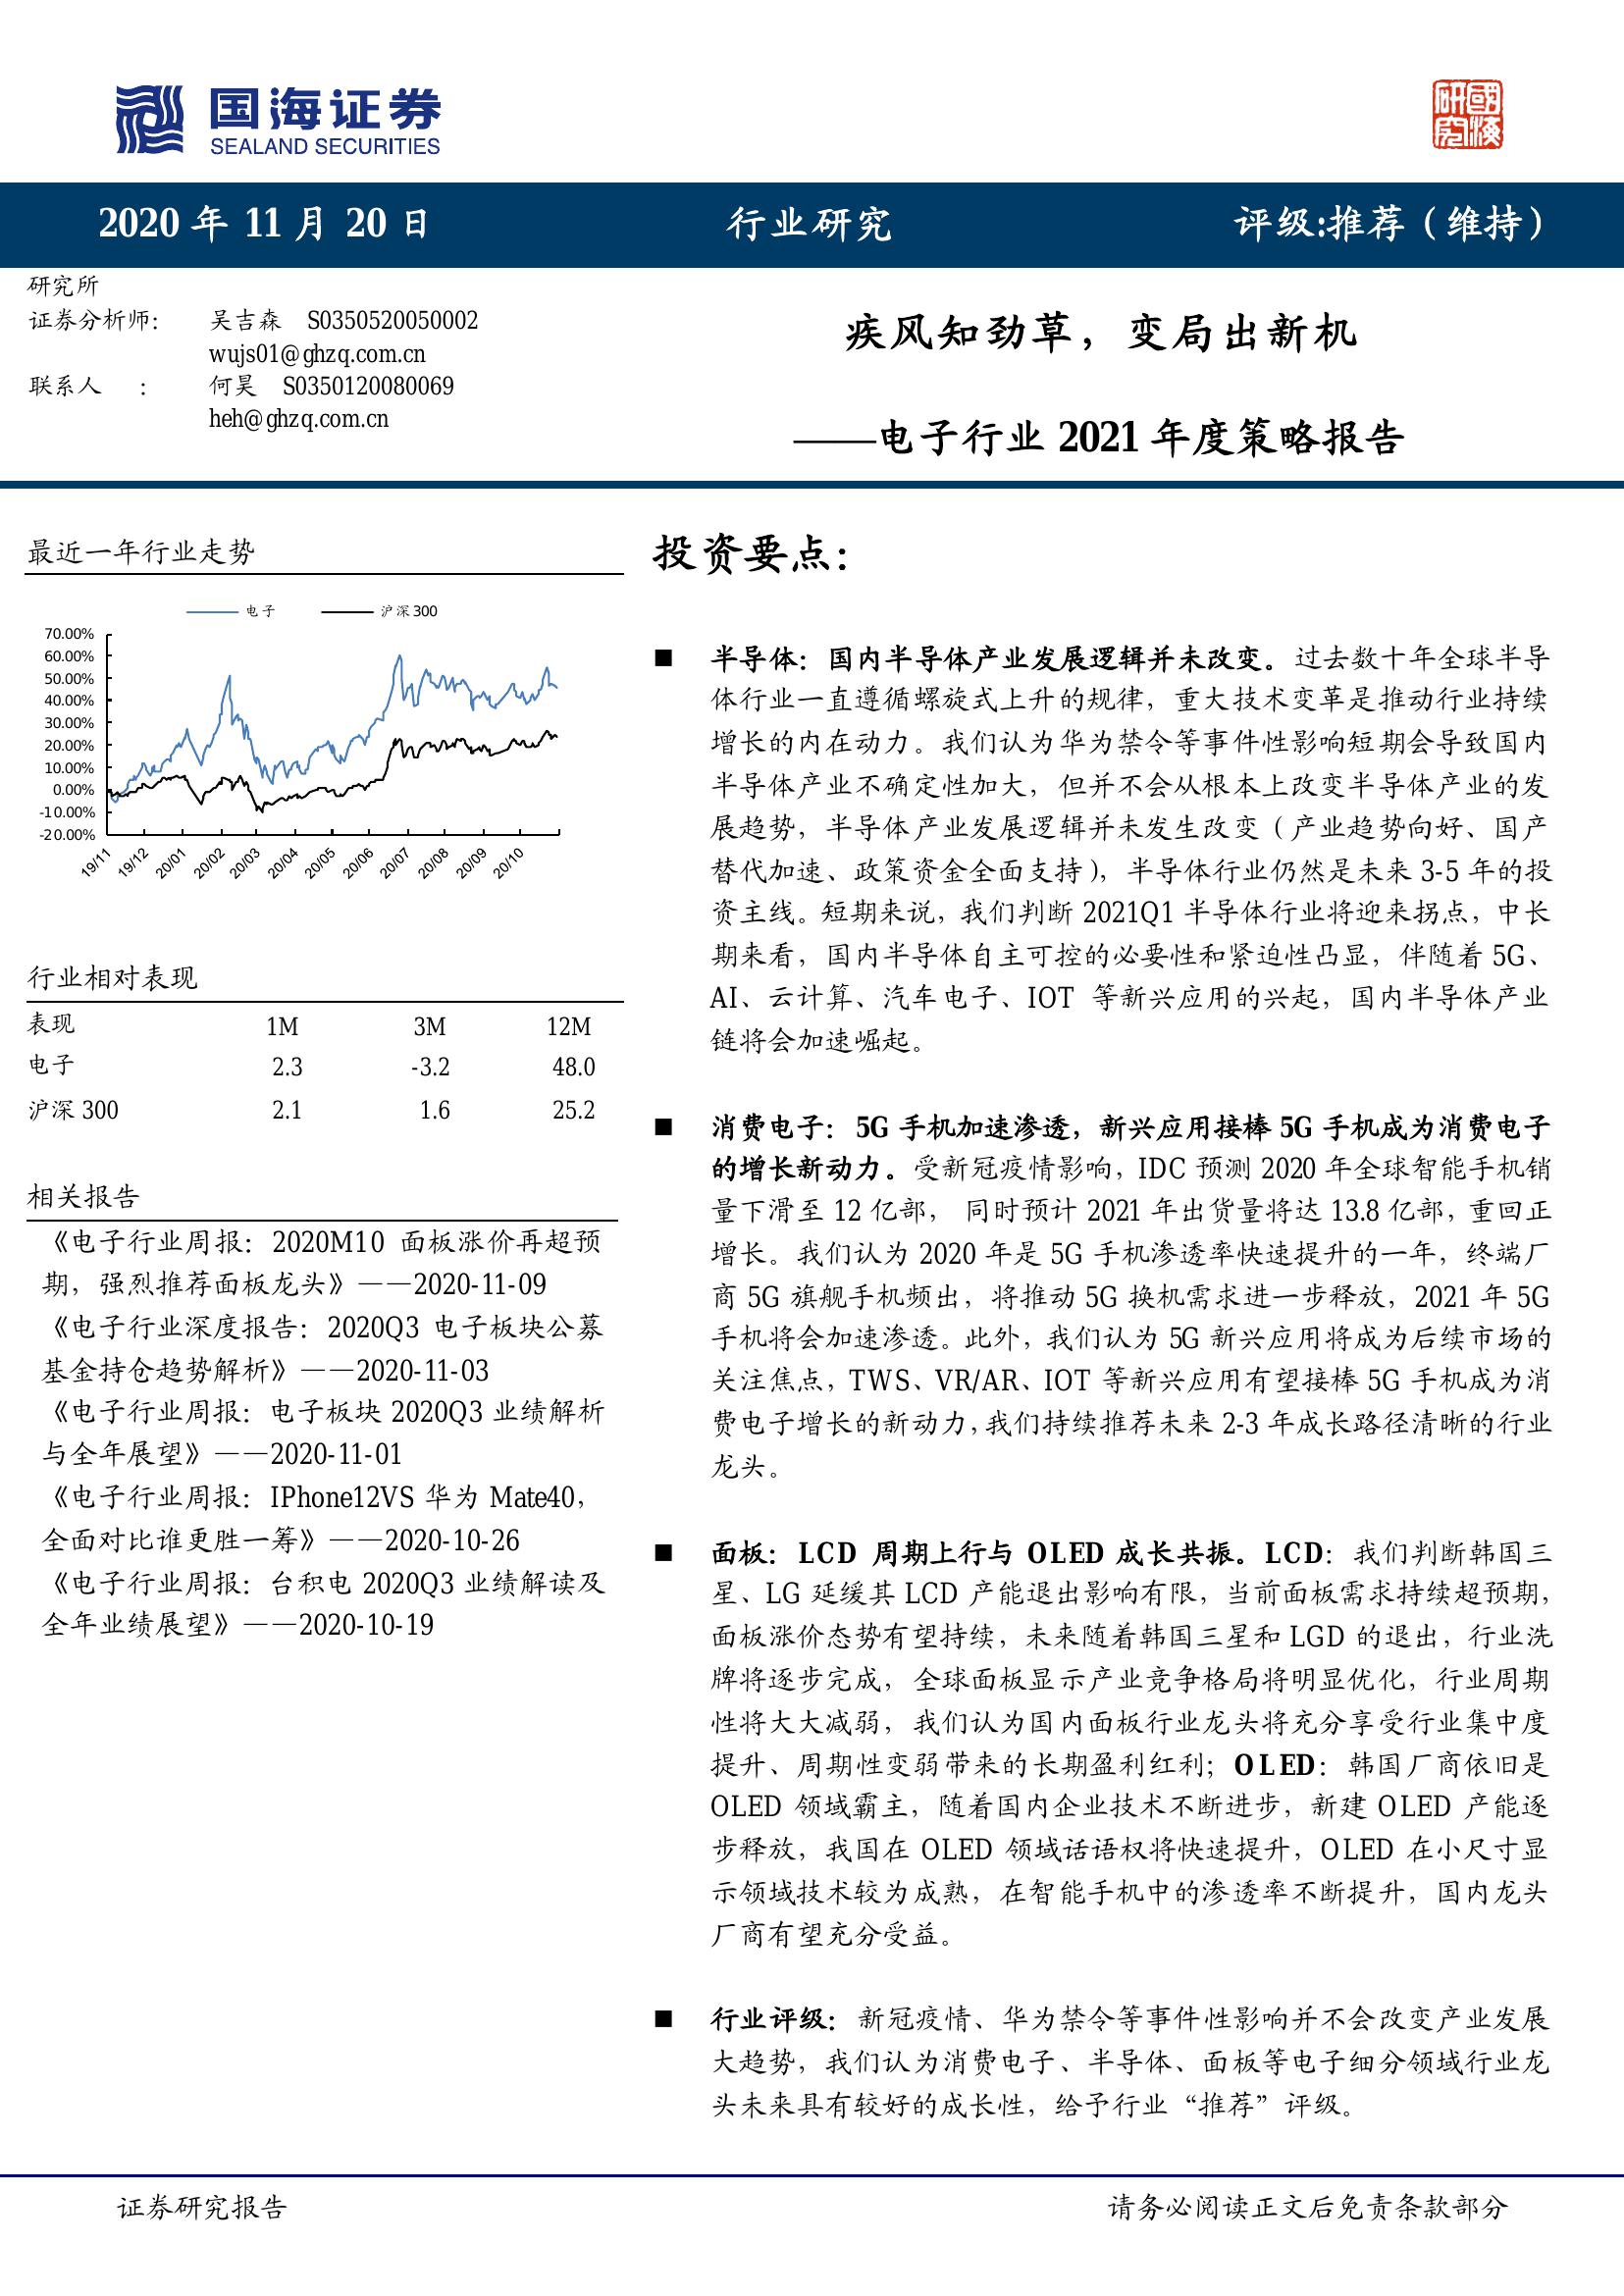 国海证券
SEALAND SECURITIES
國海研究
2020 年 11 月 20 日
行业研究
评级:推荐（维持）
研究所
证券分析师： 吴吉森 S0350520050002
wujs01@ghzq.com.cn
联系人 ： 何昊 S0350120080069
heh@ghzq.com.cn
疾风知劲草，变局出新机
——电子行业 2021 年度策略报告
最近一年行业走势
电子 沪深300
70.00%
60.00%
50.00%
40.00%
30.00%
20.00%
10.00%
0.00%
-10.00%
-20.00%
19/11 19/12 20/01 20/02 20/03 20/04 20/05 20/06 20/07 20/08 20/09 20/10
行业相对表现
表现 1M 3M 12M
电子 2.3 -3.2 48.0
沪深 300 2.1 1.6 25.2
相关报告
《电子行业周报：2020M10 面板涨价再超预
期，强烈推荐面板龙头》——2020-11-09
《电子行业深度报告：2020Q3 电子板块公募
基金持仓趋势解析》——2020-11-03
《电子行业周报：电子板块 2020Q3 业绩解析
与全年展望》——2020-11-01
《电子行业周报：IPhone12VS 华为 Mate40，
全面对比谁更胜一筹》——2020-10-26
《电子行业周报：台积电 2020Q3 业绩解读及
全年业绩展望》——2020-10-19
投资要点：
■ 半导体：国内半导体产业发展逻辑并未改变。过去数十年全球半导
体行业一直遵循螺旋式上升的规律，重大技术变革是推动行业持续
增长的内在动力。我们认为华为禁令等事件性影响短期会导致国内
半导体产业不确定性加大，但并不会从根本上改变半导体产业的发
展趋势，半导体产业发展逻辑并未发生改变（产业趋势向好、国产
替代加速、政策资金全面支持），半导体行业仍然是未来 3-5 年的投
资主线。短期来说，我们判断 2021Q1 半导体行业将迎来拐点，中长
期来看，国内半导体自主可控的必要性和紧迫性凸显，伴随着 5G、
AI、云计算、汽车电子、IOT 等新兴应用的兴起，国内半导体产业
链将会加速崛起。
■ 消费电子：5G 手机加速渗透，新兴应用接棒 5G 手机成为消费电子
的增长新动力。受新冠疫情影响，IDC 预测 2020 年全球智能手机销
量下滑至 12 亿部， 同时预计 2021 年出货量将达 13.8 亿部，重回正
增长。我们认为 2020 年是 5G 手机渗透率快速提升的一年，终端厂
商 5G 旗舰手机频出，将推动 5G 换机需求进一步释放，2021 年 5G
手机将会加速渗透。此外，我们认为 5G 新兴应用将成为后续市场的
关注焦点，TWS、VR/AR、IOT 等新兴应用有望接棒 5G 手机成为消
费电子增长的新动力，我们持续推荐未来 2-3 年成长路径清晰的行业
龙头。
■ 面板：LCD 周期上行与 OLED 成长共振。LCD：我们判断韩国三
星、LG 延缓其 LCD 产能退出影响有限，当前面板需求持续超预期，
面板涨价态势有望持续，未来随着韩国三星和 LGD 的退出，行业洗
牌将逐步完成，全球面板显示产业竞争格局将明显优化，行业周期
性将大大减弱，我们认为国内面板行业龙头将充分享受行业集中度
提升、周期性变弱带来的长期盈利红利；OLED：韩国厂商依旧是
OLED 领域霸主，随着国内企业技术不断进步，新建 OLED 产能逐
步释放，我国在 OLED 领域话语权将快速提升，OLED 在小尺寸显
示领域技术较为成熟，在智能手机中的渗透率不断提升，国内龙头
厂商有望充分受益。
■ 行业评级：新冠疫情、华为禁令等事件性影响并不会改变产业发展
大趋势，我们认为消费电子、半导体、面板等电子细分领域行业龙
头未来具有较好的成长性，给予行业“推荐”评级。
证券研究报告
请务必阅读正文后免责条款部分